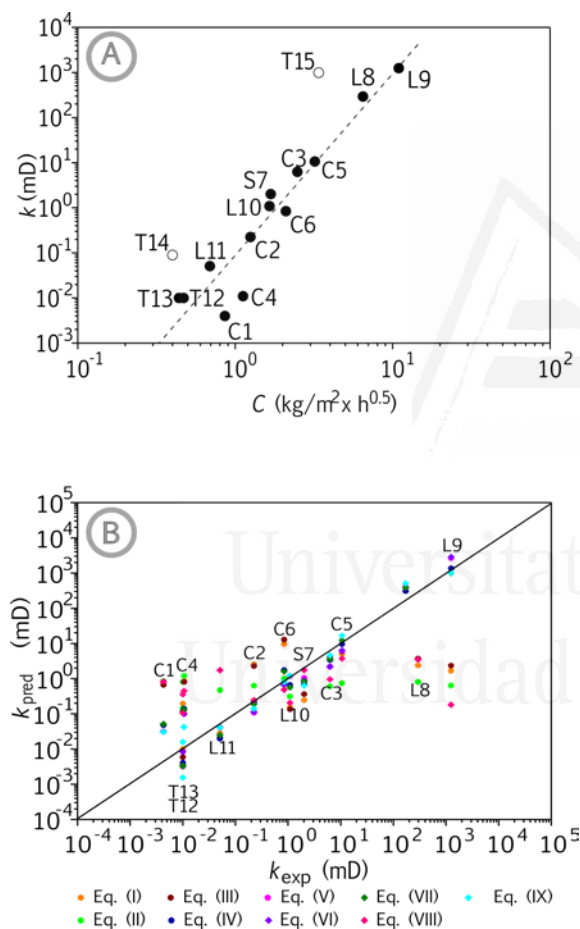 A
k (mD)
10^3
10^2
10^1
10^0
10^-1
10^-2
10^-3
T15
L8
L9
C3
C5
S7
L10
C6
T14
L11
C2
T13
T12
C4
C1
10^-1
10^0
10^1
10^2
C (kg/m^2 x h^0.5)
B
Universitat
Universidad
k_pred (mD)
10^5
10^4
10^3
10^2
10^1
10^0
10^-1
10^-2
10^-3
10^-4
L9
C6
C5
C2
S7
C1
C4
C3
L8
L10
L11
T13
T12
10^-4
10^-3
10^-2
10^-1
10^0
10^1
10^2
10^3
10^4
10^5
k_exp (mD)
Eq. (I) Eq. (III) Eq. (V) Eq. (VII) Eq. (IX)
Eq. (II) Eq. (IV) Eq. (VI) Eq. (VIII)